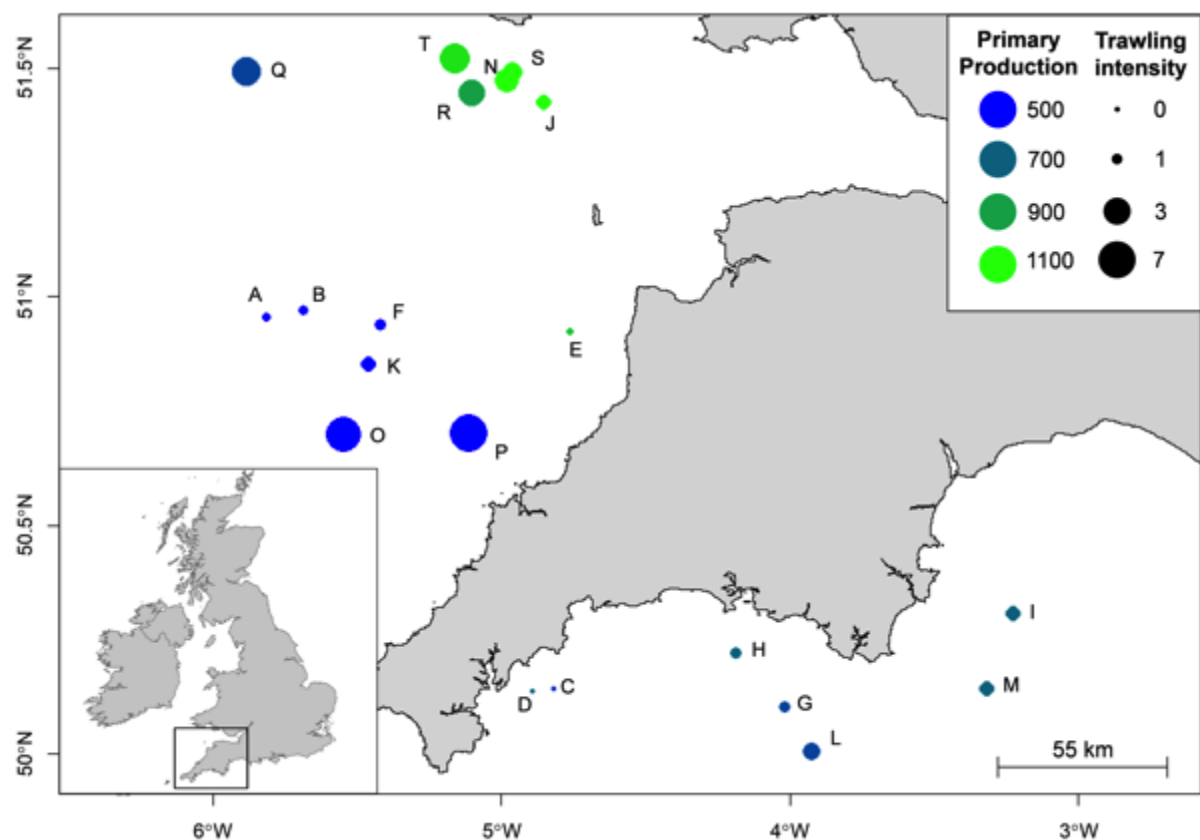 Primary Production
Trawling intensity
500 0
700 1
900 3
1100 7
51.5°N
51°N
50.5°N
50°N
T
Q
N
S
R
J
A
B
F
K
E
O
P
I
H
M
D
C
G
L
55 km
6°W
5°W
4°W
3°W